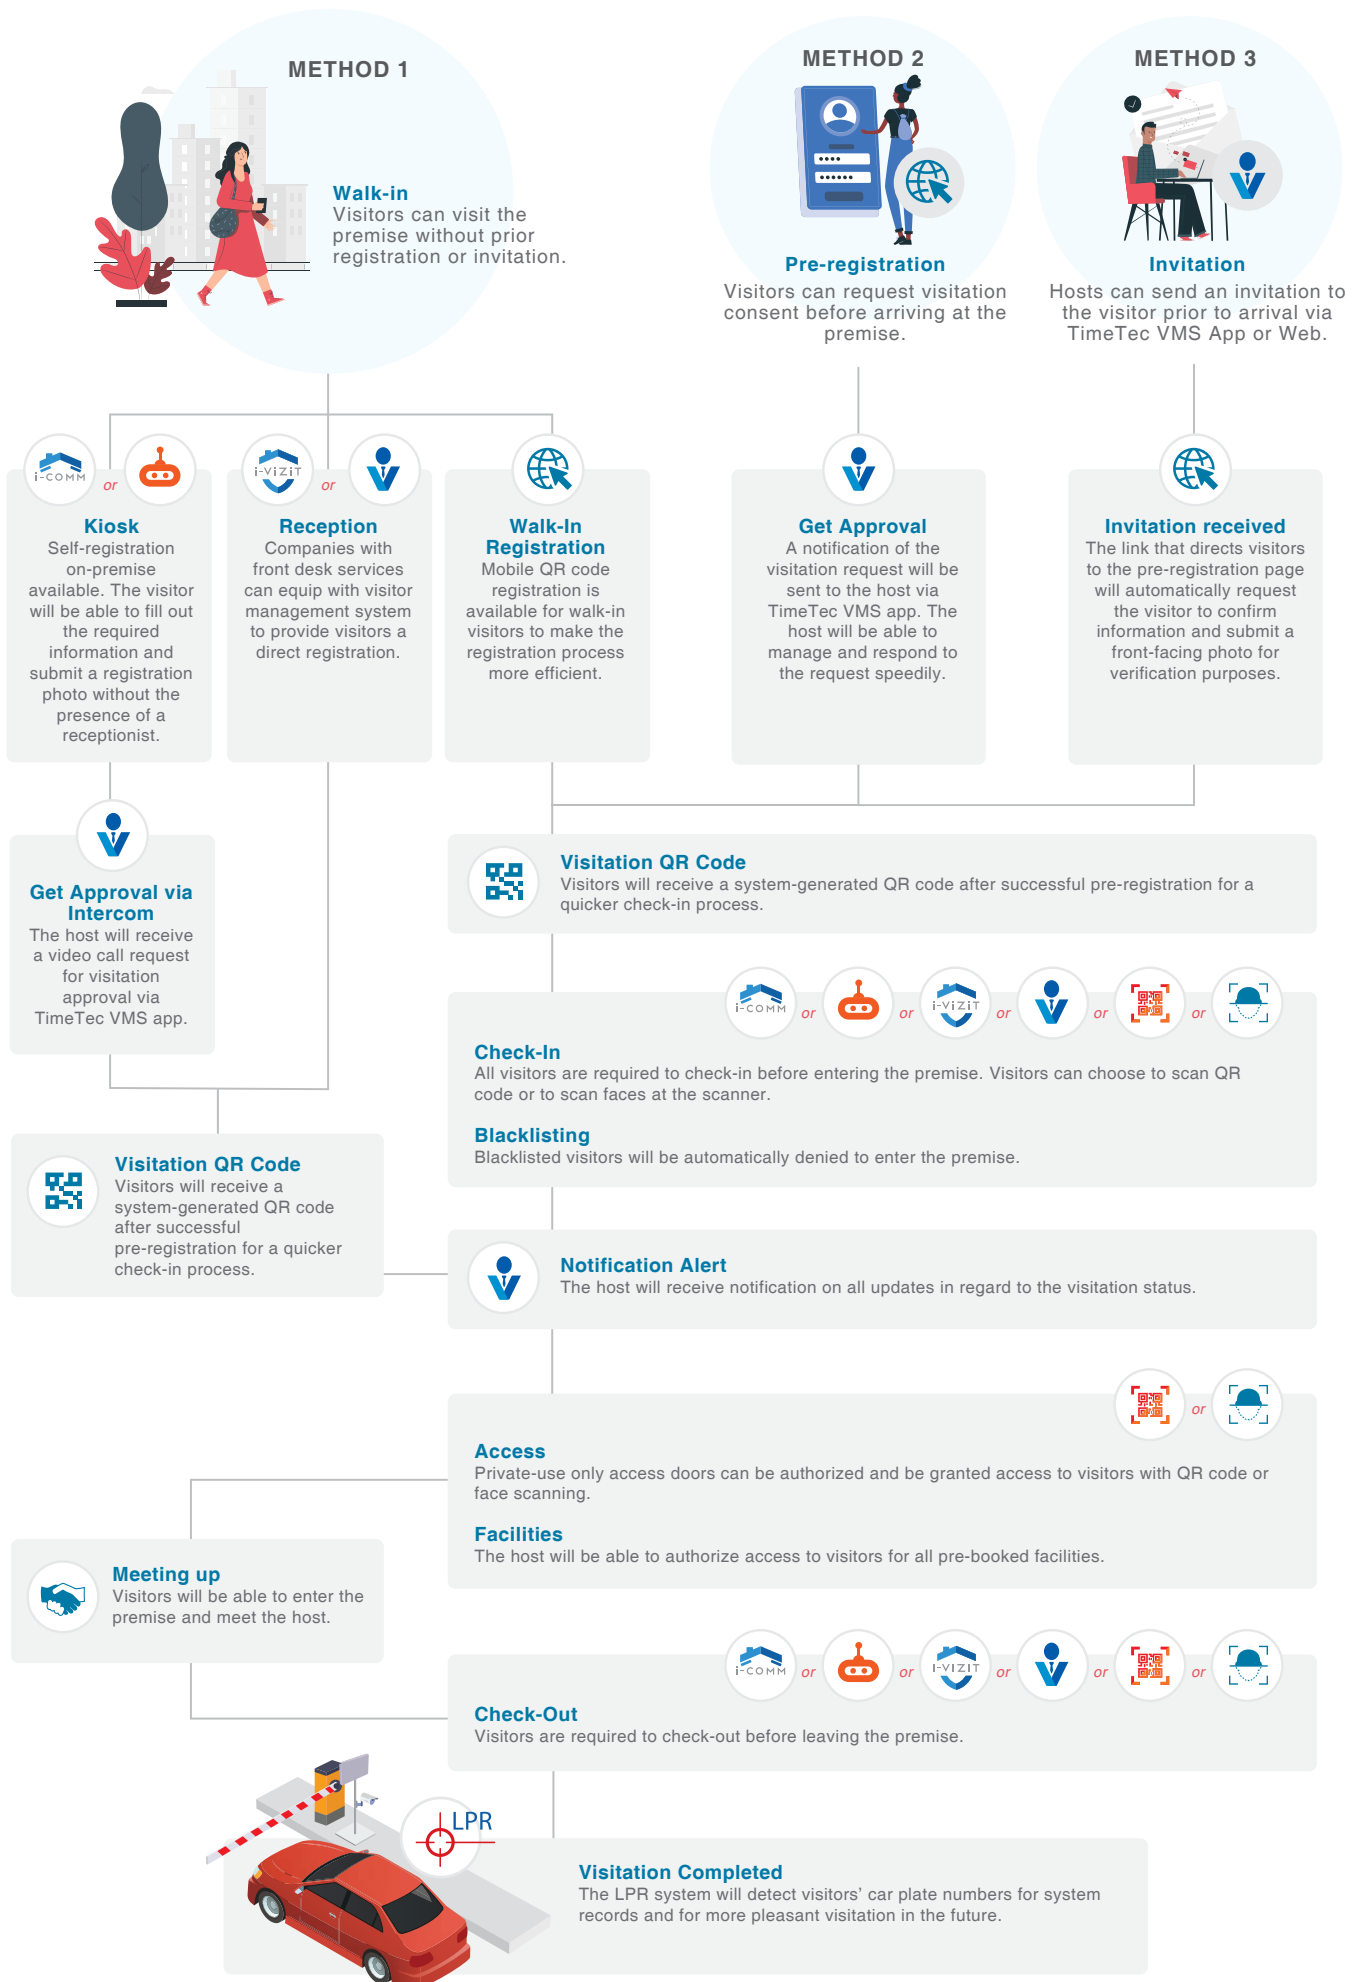 METHOD 1
Walk-in
Visitors can visit the
premise without prior
registration or invitation.
METHOD 2
Pre-registration
Visitors can request visitation
consent before arriving at the
premise.
METHOD 3
Invitation
Hosts can send an invitation to
the visitor prior to arrival via
TimeTec VMS App or Web.
i-COMM
or
Kiosk
Self-registration
on-premise
available. The visitor
will be able to fill out
the required
information and
submit a registration
photo without the
presence of a
receptionist.
i-ViZiT
or
Reception
Companies with
front desk services
can equip with visitor
management system
to provide visitors a
direct registration.
Walk-In
Registration
Mobile QR code
registration is
available for walk-in
visitors to make the
registration process
more efficient.
Get Approval
A notification of the
visitation request will be
sent to the host via
TimeTec VMS app. The
host will be able to
manage and respond to
the request speedily.
Invitation received
The link that directs visitors
to the pre-registration page
will automatically request
the visitor to confirm
information and submit a
front-facing photo for
verification purposes.
Get Approval via
Intercom
The host will receive
a video call request
for visitation
approval via
TimeTec VMS app.
Visitation QR Code
Visitors will receive a system-generated QR code after successful pre-registration for a
quicker check-in process.
i-COMM or or i-ViZiT or or or
Check-In
All visitors are required to check-in before entering the premise. Visitors can choose to scan QR
code or to scan faces at the scanner.
Blacklisting
Blacklisted visitors will be automatically denied to enter the premise.
Visitation QR Code
Visitors will receive a
system-generated QR code
after successful
pre-registration for a quicker
check-in process.
Notification Alert
The host will receive notification on all updates in regard to the visitation status.
or
Access
Private-use only access doors can be authorized and be granted access to visitors with QR code or
face scanning.
Facilities
The host will be able to authorize access to visitors for all pre-booked facilities.
Meeting up
Visitors will be able to enter the
premise and meet the host.
i-COMM or or I-VIZIT or or or
Check-Out
Visitors are required to check-out before leaving the premise.
LPR
Visitation Completed
The LPR system will detect visitors’ car plate numbers for system
records and for more pleasant visitation in the future.